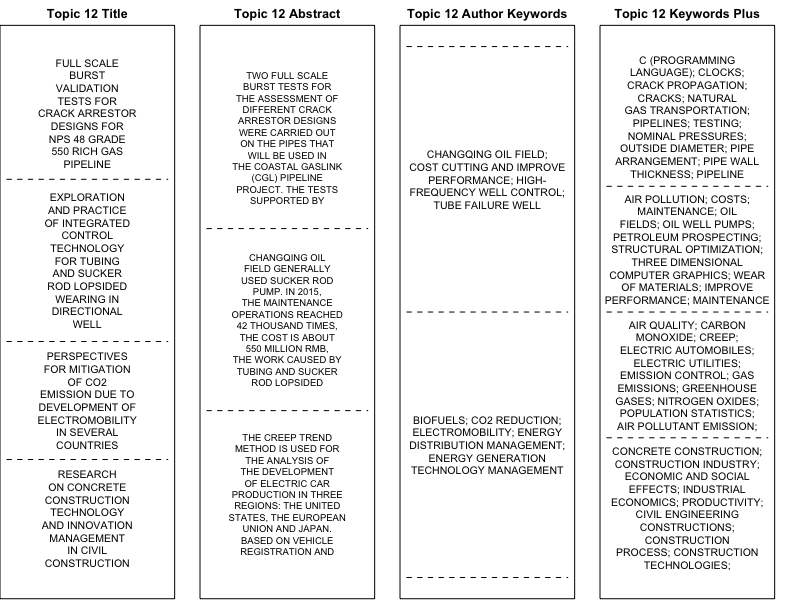 Topic 12 Title
FULL SCALE
BURST
VALIDATION
TESTS FOR
CRACK ARRESTOR
DESIGNS FOR
NPS 48 GRADE
550 RICH GAS
PIPELINE
EXPLORATION
AND PRACTICE
OF INTEGRATED
CONTROL
TECHNOLOGY
FOR TUBING
AND SUCKER
ROD LOPSIDED
WEARING IN
DIRECTIONAL
WELL
PERSPECTIVES
FOR MITIGATION
OF CO2
EMISSION DUE TO
DEVELOPMENT OF
ELECTROMOBILITY
IN SEVERAL
COUNTRIES
RESEARCH
ON CONCRETE
CONSTRUCTION
TECHNOLOGY
AND INNOVATION
MANAGEMENT
IN CIVIL
CONSTRUCTION
Topic 12 Abstract
TWO FULL SCALE
BURST TESTS FOR
THE ASSESSMENT OF
DIFFERENT CRACK
ARRESTOR DESIGNS
WERE CARRIED OUT
ON THE PIPES THAT
WILL BE USED IN
THE COASTAL GASLINK
(CGL) PIPELINE
PROJECT. THE TESTS
SUPPORTED BY
CHANGQING OIL
FIELD GENERALLY
USED SUCKER ROD
PUMP. IN 2015,
THE MAINTENANCE
OPERATIONS REACHED
42 THOUSAND TIMES,
THE COST IS ABOUT
550 MILLION RMB,
THE WORK CAUSED BY
TUBING AND SUCKER
ROD LOPSIDED
THE CREEP TREND
METHOD IS USED FOR
THE ANALYSIS OF
THE DEVELOPMENT
OF ELECTRIC CAR
PRODUCTION IN THREE
REGIONS: THE UNITED
STATES, THE EUROPEAN
UNION AND JAPAN.
BASED ON VEHICLE
REGISTRATION AND
Topic 12 Author Keywords
CHANGQING OIL FIELD;
COST CUTTING AND IMPROVE
PERFORMANCE; HIGH-
FREQUENCY WELL CONTROL;
TUBE FAILURE WELL
BIOFUELS; CO2 REDUCTION;
ELECTROMOBILITY; ENERGY
DISTRIBUTION MANAGEMENT;
ENERGY GENERATION
TECHNOLOGY MANAGEMENT
Topic 12 Keywords Plus
C (PROGRAMMING
LANGUAGE); CLOCKS;
CRACK PROPAGATION;
CRACKS; NATURAL
GAS TRANSPORTATION;
PIPELINES; TESTING;
NOMINAL PRESSURES;
OUTSIDE DIAMETER; PIPE
ARRANGEMENT; PIPE WALL
THICKNESS; PIPELINE
AIR POLLUTION; COSTS;
MAINTENANCE; OIL
FIELDS; OIL WELL PUMPS;
PETROLEUM PROSPECTING;
STRUCTURAL OPTIMIZATION;
THREE DIMENSIONAL
COMPUTER GRAPHICS; WEAR
OF MATERIALS; IMPROVE
PERFORMANCE; MAINTENANCE
AIR QUALITY; CARBON
MONOXIDE; CREEP;
ELECTRIC AUTOMOBILES;
ELECTRIC UTILITIES;
EMISSION CONTROL; GAS
EMISSIONS; GREENHOUSE
GASES; NITROGEN OXIDES;
POPULATION STATISTICS;
AIR POLLUTANT EMISSION;
CONCRETE CONSTRUCTION;
CONSTRUCTION INDUSTRY;
ECONOMIC AND SOCIAL
EFFECTS; INDUSTRIAL
ECONOMICS; PRODUCTIVITY;
CIVIL ENGINEERING
CONSTRUCTIONS;
CONSTRUCTION
PROCESS; CONSTRUCTION
TECHNOLOGIES;